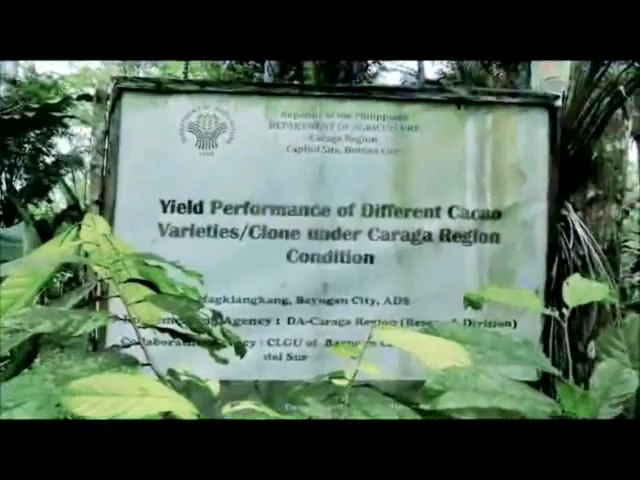 Republic of the Philippines
DEPARTMENT OF AGRICULTURE
Caraga Region
Capitol Site, Butuan City
Yield Performance of Different Cacao
Varieties/Clone under Caraga Region
Condition
Magkiangkang, Bayugan City, ADS
Agency : DA-Caraga Region (Research Division)
Agency : CLGU of
del Sur